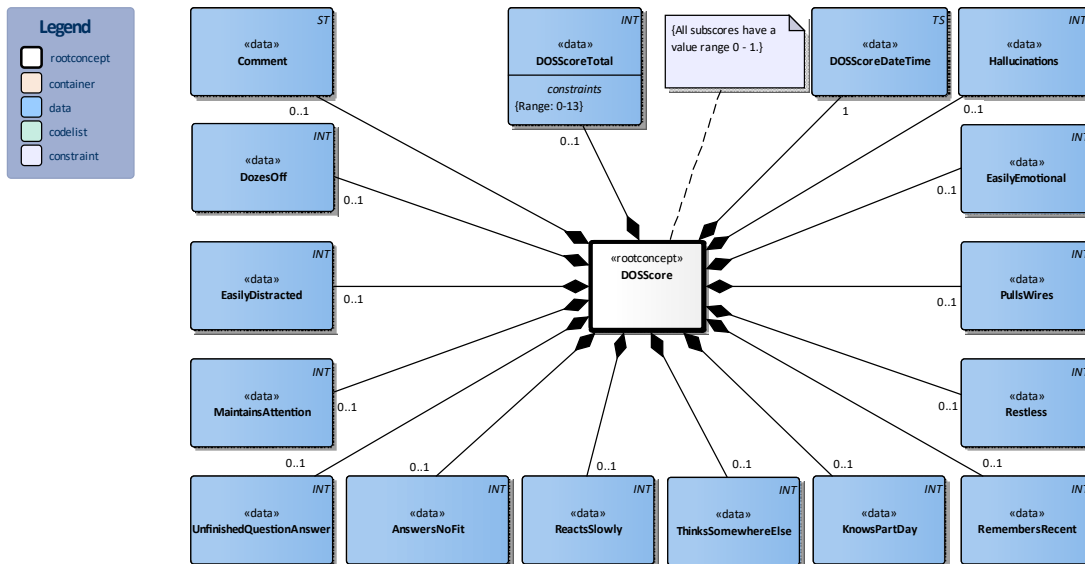 Legend
rootconcept
container
data
codelist
constraint
ST
«data»
Comment
0..1
INT
«data»
DOSScoreTotal
constraints
{Range: 0-13}
0..1
{All subscores have a
value range 0 - 1.}
TS
«data»
DOSScoreDateTime
1
INT
«data»
Hallucinations
0..1
INT
«data»
DozesOff
0..1
INT
«data»
EasilyEmotional
0..1
«rootconcept»
DOSScore
INT
«data»
EasilyDistracted
0..1
INT
«data»
PullsWires
0..1
INT
«data»
MaintainsAttention
0..1
INT
«data»
Restless
0..1
INT
«data»
UnfinishedQuestionAnswer
0..1
INT
«data»
AnswersNoFit
0..1
INT
«data»
ReactsSlowly
0..1
INT
«data»
ThinksSomewhereElse
0..1
INT
«data»
KnowsPartDay
0..1
INT
«data»
RemembersRecent
0..1